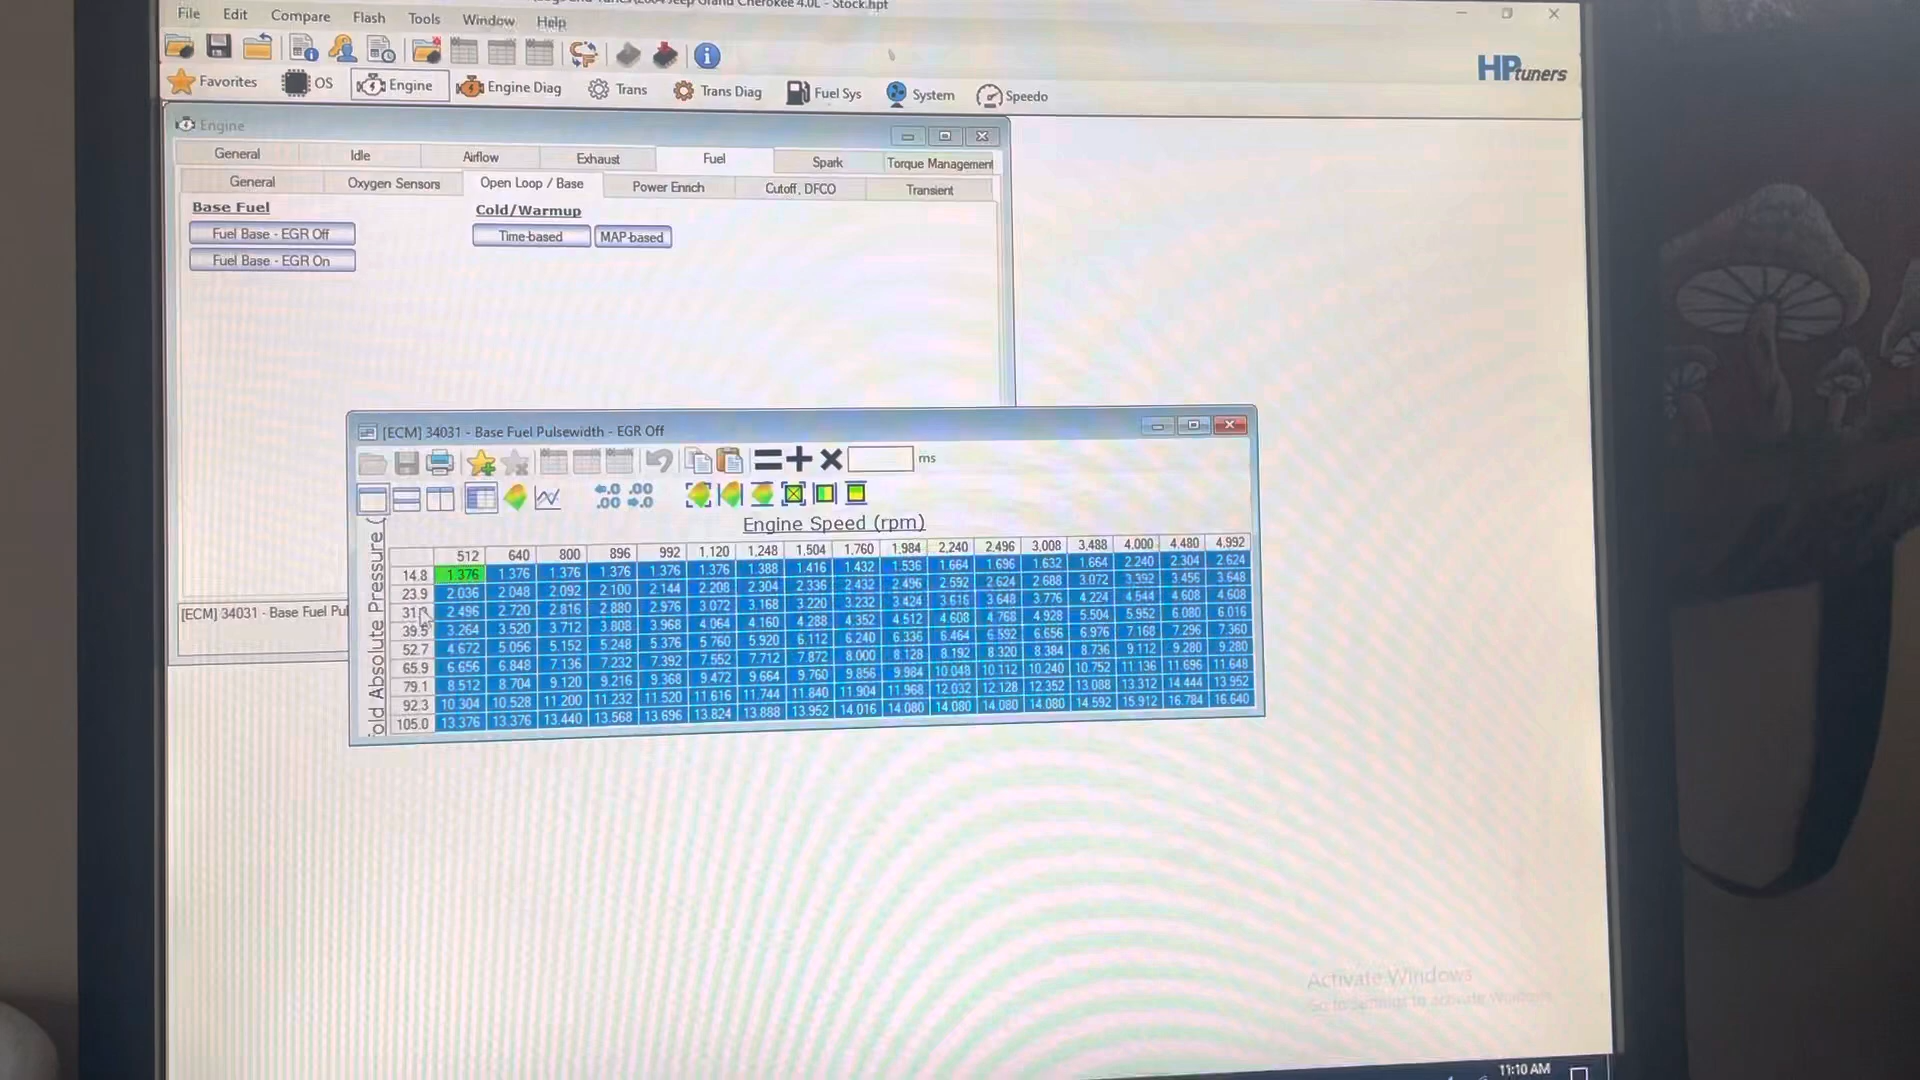 Jeep Grand Cherokee 4.0L - Stock.hpt
File Edit Compare Flash Tools Window Help
HPtuners
Favorites OS Engine Engine Diag Trans Trans Diag Fuel Sys System Speedo
Engine
General Idle Airflow Exhaust Fuel Spark Torque Management
General Oxygen Sensors Open Loop / Base Power Enrich Cutoff, DFCO Transient
Base Fuel Cold/Warmup
Fuel Base - EGR Off Time-based MAP-based
Fuel Base - EGR On
[ECM] 34031 - Base Fuel Pulsewidth - EGR Off
ms
Engine Speed (rpm)
old Absolute Pressure (
512 640 800 896 992 1,120 1,248 1,504 1,760 1,984 2,240 2,496 3,008 3,488 4,000 4,480 4,992
14.8 1.376 1.376 1.376 1.376 1.376 1.376 1.388 1.416 1.432 1.536 1.664 1.696 1.632 1.664 2.240 2.304 2.624
23.9 2.036 2.048 2.092 2.100 2.144 2.208 2.304 2.336 2.432 2.496 2.592 2.624 2.688 3.072 3.392 3.456 3.648
2.496 2.720 2.816 2.880 2.976 3.072 3.168 3.220 3.232 3.424 3.616 3.648 3.776 4.224 4.544 4.608 4.608
39.5 3.264 3.520 3.712 3.808 3.968 4.064 4.160 4.288 4.352 4.512 4.608 4.768 4.928 5.504 5.952 6.080 6.016
52.7 4.672 5.056 5.152 5.248 5.376 5.760 5.920 6.112 6.240 6.336 6.464 6.592 6.656 6.976 7.168 7.296 7.360
65.9 6.656 6.848 7.136 7.232 7.392 7.552 7.712 7.872 8.000 8.128 8.192 8.320 8.384 8.736 9.112 9.280 9.280
79.1 8.512 8.704 9.120 9.216 9.368 9.472 9.664 9.760 9.856 9.984 10.048 10.112 10.240 10.752 11.136 11.696 11.648
92.3 10.304 10.528 11.200 11.232 11.520 11.616 11.744 11.840 11.904 11.968 12.032 12.128 12.352 13.088 13.312 14.444 13.952
105.0 13.376 13.376 13.440 13.568 13.696 13.824 13.888 13.952 14.016 14.080 14.080 14.080 14.080 14.592 15.912 16.784 16.640
[ECM] 34031 - Base Fuel Pul
Activate Windows
Go to Settings to activate Windows.
11:10 AM